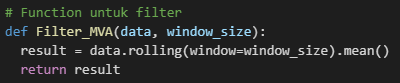 # Function untuk filter
def Filter_MVA(data, window_size):
  result = data.rolling(window=window_size).mean()
  return result